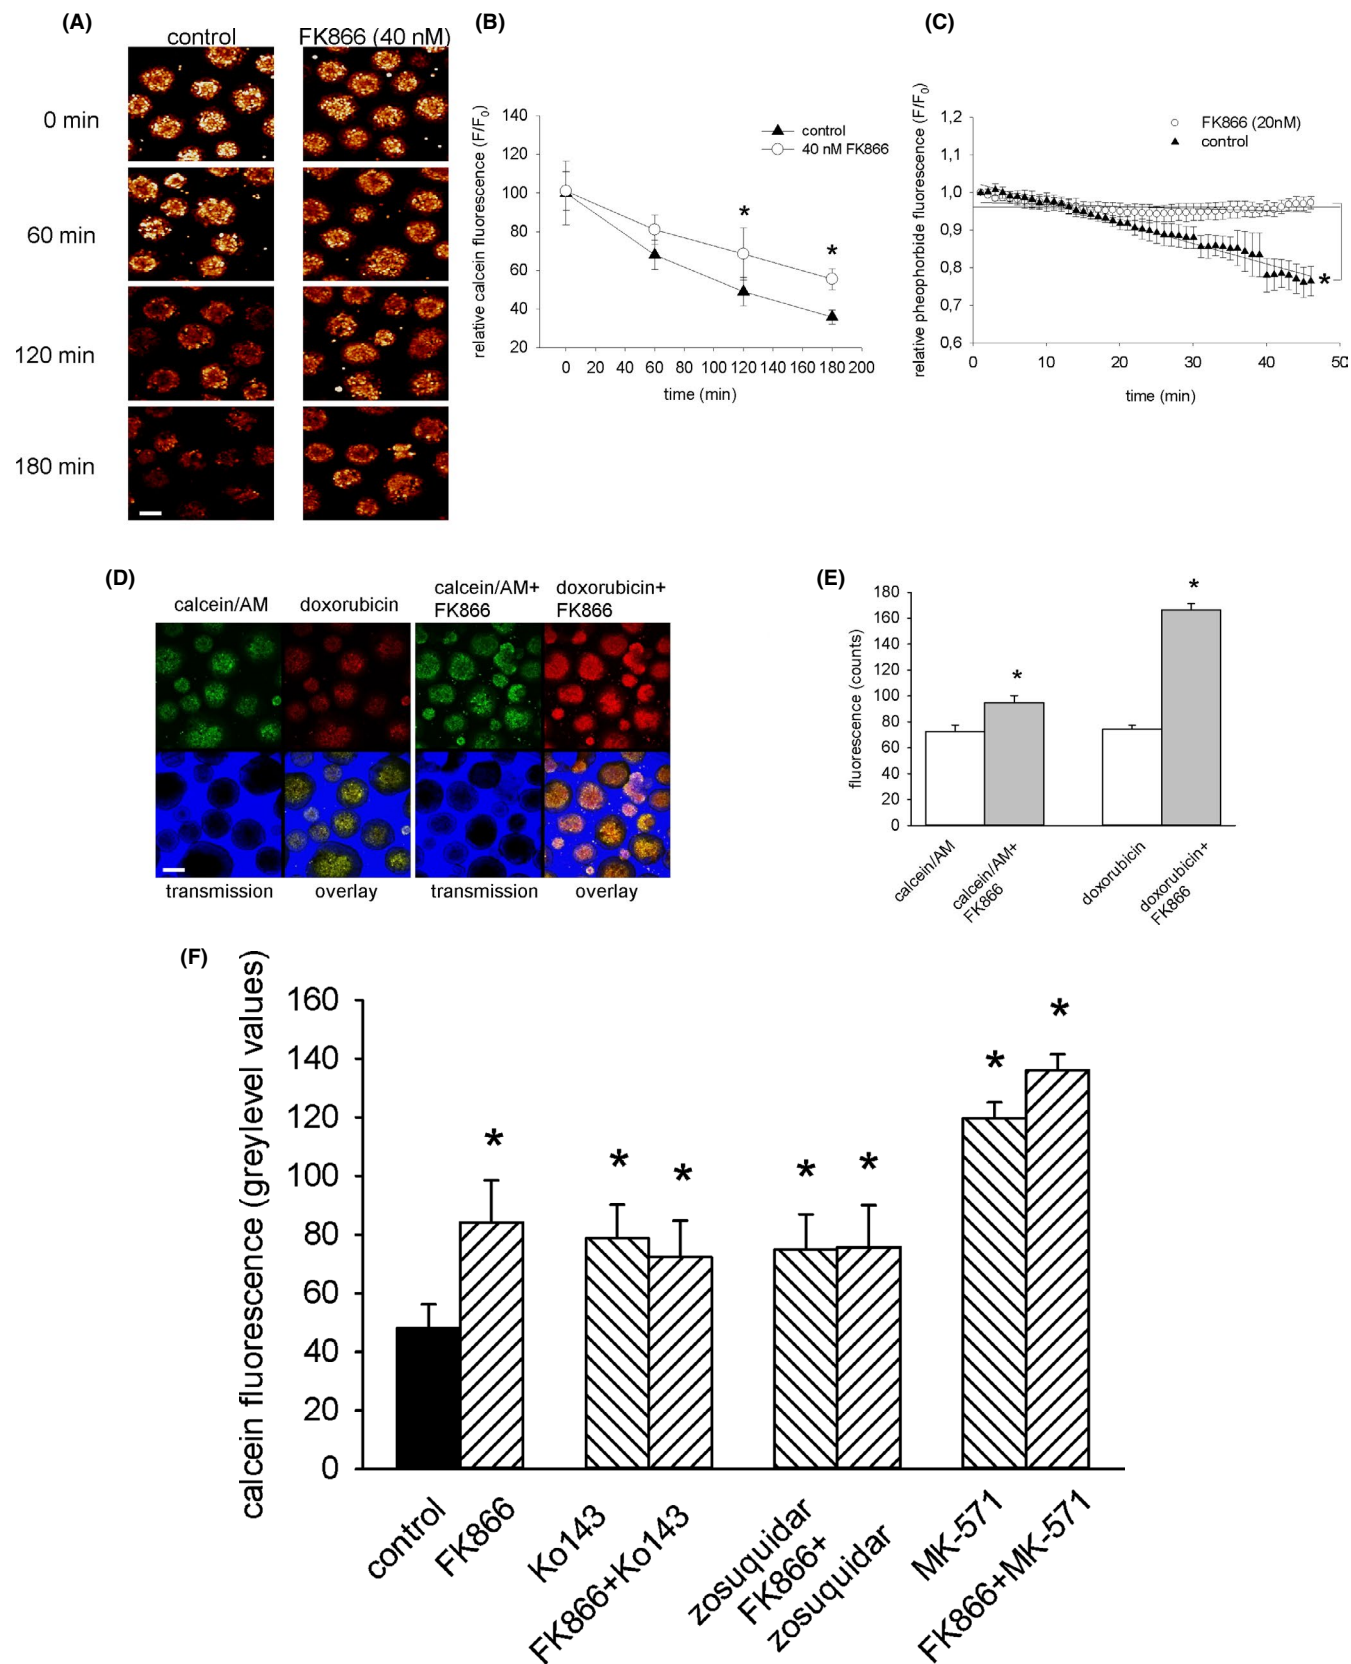 (A)
control
FK866 (40 nM)
0 min
60 min
120 min
180 min
(B)
relative calcein fluorescence (F/F0)
140
120
100
80
60
40
20
control
40 nM FK866
*
*
0 20 40 60 80 100 120 140 160 180 200
time (min)
(C)
relative pheophorbide fluorescence (F/F0)
1,2
1,1
1,0
0,9
0,8
0,7
0,6
FK866 (20nM)
control
*
0 10 20 30 40 50
time (min)
(D)
calcein/AM
doxorubicin
calcein/AM+
FK866
doxorubicin+
FK866
transmission
overlay
transmission
overlay
(E)
fluorescence (counts)
180
160
140
120
100
80
60
40
20
0
*
*
calcein/AM
calcein/AM+
FK866
doxorubicin
doxorubicin+
FK866
(F)
calcein fluorescence (greylevel values)
160
140
120
100
80
60
40
20
0
*
*
*
*
*
*
*
control
FK866
Ko143
FK866+Ko143
zosuquidar
FK866+
zosuquidar
MK-571
FK866+MK-571